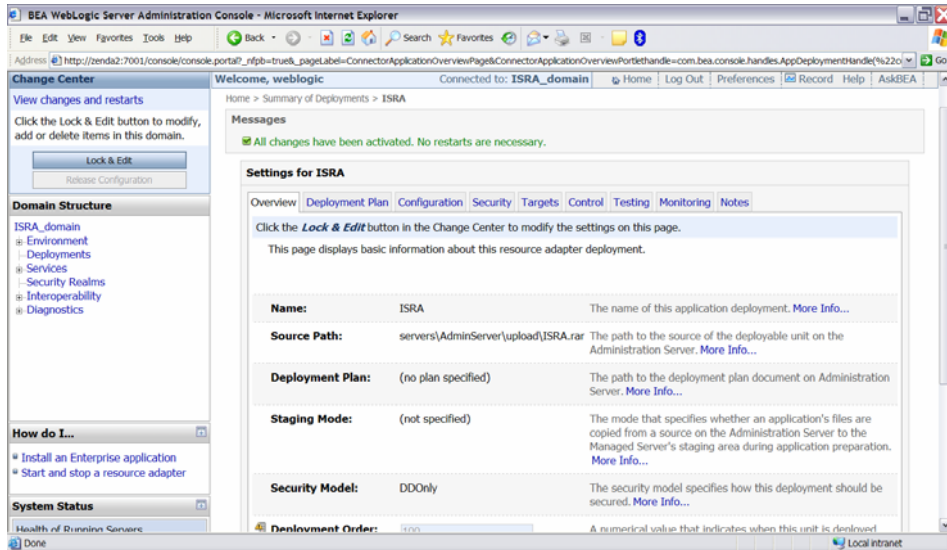 BEA WebLogic Server Administration Console - Microsoft Internet Explorer
File Edit View Favorites Tools Help
Back Search Favorites
Address http://zenda2:7001/console/console.portal?_nfpb=true&_pageLabel=ConnectorApplicationOverviewPage&ConnectorApplicationOverviewPortlethandle=com.bea.console.handles.AppDeploymentHandle(%22c Go
Change Center
View changes and restarts
Click the Lock & Edit button to modify,
add or delete items in this domain.
Lock & Edit
Release Configuration
Domain Structure
ISRA_domain
Environment
Deployments
Services
Security Realms
Interoperability
Diagnostics
How do I...
Install an Enterprise application
Start and stop a resource adapter
System Status
Health of Running Servers
Welcome, weblogic
Connected to: ISRA_domain
Home Log Out Preferences Record Help AskBEA
Home > Summary of Deployments > ISRA
Messages
All changes have been activated. No restarts are necessary.
Settings for ISRA
Overview Deployment Plan Configuration Security Targets Control Testing Monitoring Notes
Click the Lock & Edit button in the Change Center to modify the settings on this page.
This page displays basic information about this resource adapter deployment.
Name: ISRA The name of this application deployment. More Info...
Source Path: servers\AdminServer\upload\ISRA.rar The path to the source of the deployable unit on the
Administration Server. More Info...
Deployment Plan: (no plan specified) The path to the deployment plan document on Administration
Server. More Info...
Staging Mode: (not specified) The mode that specifies whether an application's files are
copied from a source on the Administration Server to the
Managed Server's staging area during application preparation.
More Info...
Security Model: DDOnly The security model specifies how this deployment should be
secured. More Info...
Deployment Order: 100 A numerical value that indicates when this unit is deployed,
Done
Local intranet